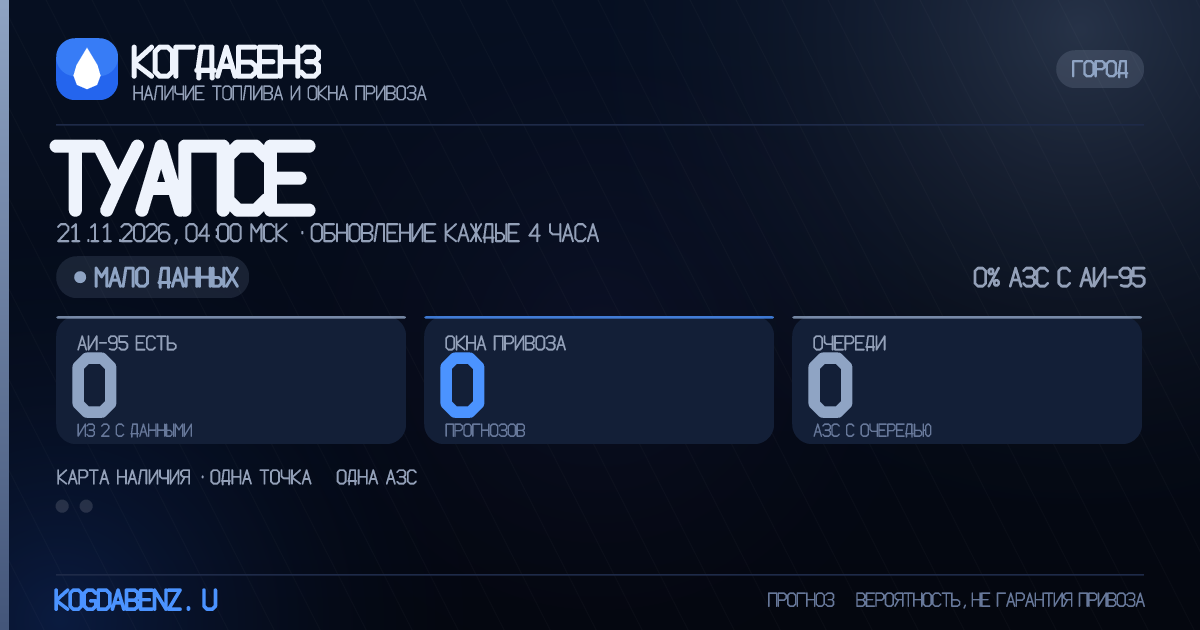 КОГДАБЕНЗ
НАЛИЧИЕ ТОПЛИВА И ОКНА ПРИВОЗА
ГОРОД
ТУАПСЕ
21.11.2026, 04:00 МСК · ОБНОВЛЕНИЕ КАЖДЫЕ 4 ЧАСА
МАЛО ДАННЫХ
0% АЗС С АИ-95
АИ-95 ЕСТЬ
0
ИЗ 2 С ДАННЫМИ
ОКНА ПРИВОЗА
0
ПРОГНОЗОВ
ОЧЕРЕДИ
0
АЗС С ОЧЕРЕДЬЮ
КАРТА НАЛИЧИЯ · ОДНА ТОЧКА ОДНА АЗС
KOGDABENZ. U
ПРОГНОЗ ВЕРОЯТНОСТЬ, НЕ ГАРАНТИЯ ПРИВОЗА